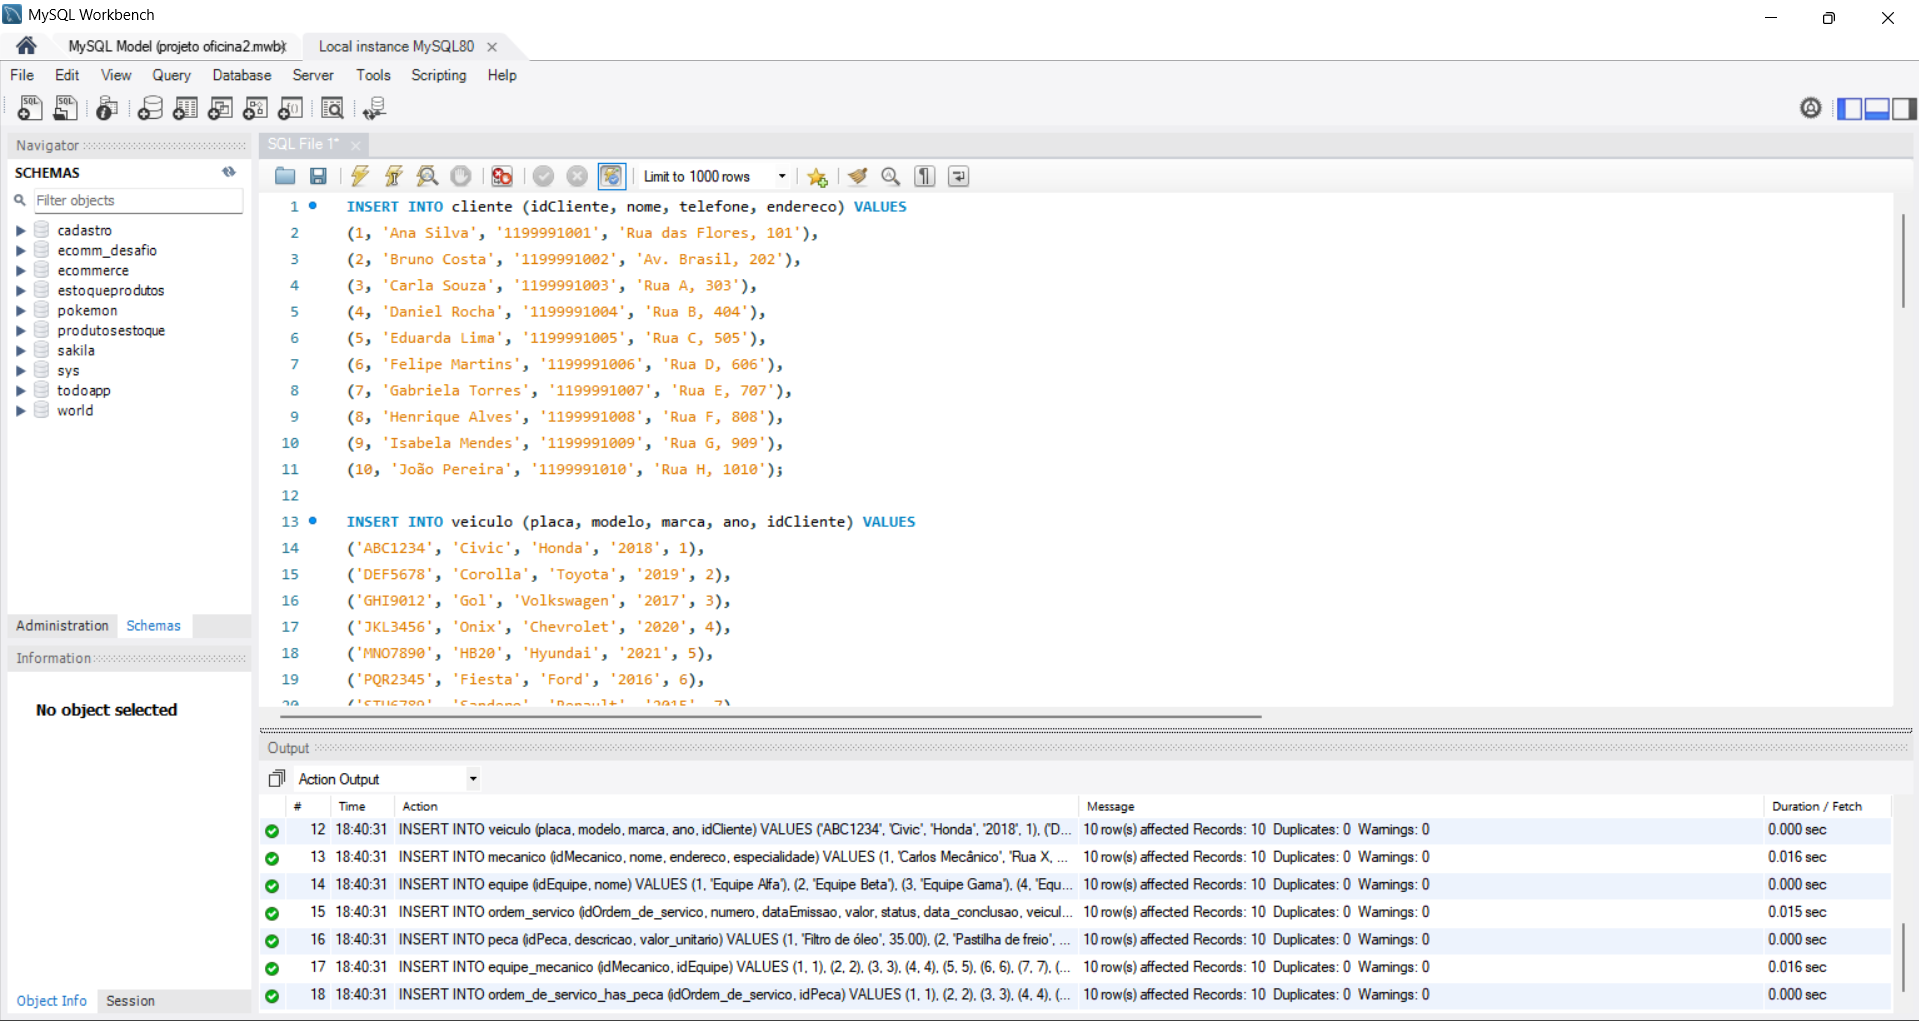 MySQL Workbench
MySQL Model (projeto oficina2.mwb)
Local instance MySQL80
File Edit View Query Database Server Tools Scripting Help
Navigator
SCHEMAS
Filter objects
cadastro
ecomm_desafio
ecommerce
estoqueprodutos
pokemon
produtosestoque
sakila
sys
todoapp
world
Administration Schemas
Information
No object selected
Object Info Session
SQL File 1*
Limit to 1000 rows
1 INSERT INTO cliente (idCliente, nome, telefone, endereco) VALUES
2 (1, 'Ana Silva', '1199991001', 'Rua das Flores, 101'),
3 (2, 'Bruno Costa', '1199991002', 'Av. Brasil, 202'),
4 (3, 'Carla Souza', '1199991003', 'Rua A, 303'),
5 (4, 'Daniel Rocha', '1199991004', 'Rua B, 404'),
6 (5, 'Eduarda Lima', '1199991005', 'Rua C, 505'),
7 (6, 'Felipe Martins', '1199991006', 'Rua D, 606'),
8 (7, 'Gabriela Torres', '1199991007', 'Rua E, 707'),
9 (8, 'Henrique Alves', '1199991008', 'Rua F, 808'),
10 (9, 'Isabela Mendes', '1199991009', 'Rua G, 909'),
11 (10, 'João Pereira', '1199991010', 'Rua H, 1010');
12
13 INSERT INTO veiculo (placa, modelo, marca, ano, idCliente) VALUES
14 ('ABC1234', 'Civic', 'Honda', '2018', 1),
15 ('DEF5678', 'Corolla', 'Toyota', '2019', 2),
16 ('GHI9012', 'Gol', 'Volkswagen', '2017', 3),
17 ('JKL3456', 'Onix', 'Chevrolet', '2020', 4),
18 ('MNO7890', 'HB20', 'Hyundai', '2021', 5),
19 ('PQR2345', 'Fiesta', 'Ford', '2016', 6),
20 ('STU6789', 'Sandero', 'Renault', '2015', 7)
Output
Action Output
# Time Action Message Duration / Fetch
12 18:40:31 INSERT INTO veiculo (placa, modelo, marca, ano, idCliente) VALUES ('ABC1234', 'Civic', 'Honda', '2018', 1), ('D... 10 row(s) affected Records: 10 Duplicates: 0 Warnings: 0 0.000 sec
13 18:40:31 INSERT INTO mecanico (idMecanico, nome, endereco, especialidade) VALUES (1, 'Carlos Mecânico', 'Rua X, ... 10 row(s) affected Records: 10 Duplicates: 0 Warnings: 0 0.016 sec
14 18:40:31 INSERT INTO equipe (idEquipe, nome) VALUES (1, 'Equipe Alfa'), (2, 'Equipe Beta'), (3, 'Equipe Gama'), (4, 'Equ... 10 row(s) affected Records: 10 Duplicates: 0 Warnings: 0 0.000 sec
15 18:40:31 INSERT INTO ordem_servico (idOrdem_de_servico, numero, dataEmissao, valor, status, data_conclusao, veicul... 10 row(s) affected Records: 10 Duplicates: 0 Warnings: 0 0.015 sec
16 18:40:31 INSERT INTO peca (idPeca, descricao, valor_unitario) VALUES (1, 'Filtro de óleo', 35.00), (2, 'Pastilha de freio', ... 10 row(s) affected Records: 10 Duplicates: 0 Warnings: 0 0.000 sec
17 18:40:31 INSERT INTO equipe_mecanico (idMecanico, idEquipe) VALUES (1, 1), (2, 2), (3, 3), (4, 4), (5, 5), (6, 6), (7, 7), (... 10 row(s) affected Records: 10 Duplicates: 0 Warnings: 0 0.016 sec
18 18:40:31 INSERT INTO ordem_de_servico_has_peca (idOrdem_de_servico, idPeca) VALUES (1, 1), (2, 2), (3, 3), (4, 4), (... 10 row(s) affected Records: 10 Duplicates: 0 Warnings: 0 0.000 sec